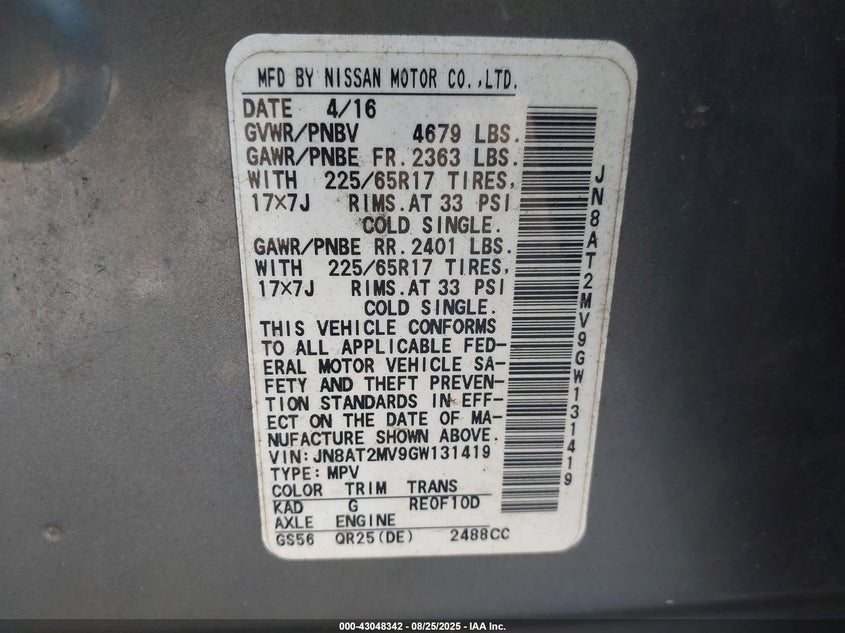 MFD BY NISSAN MOTOR CO.,LTD.
DATE 4/16
GVWR/PNBV 4679 LBS.
GAWR/PNBE FR. 2363 LBS.
WITH 225/65R17 TIRES,
17×7J RIMS.AT 33 PSI
COLD SINGLE.
GAWR/PNBE RR. 2401 LBS.
WITH 225/65R17 TIRES,
17×7J RIMS.AT 33 PSI
COLD SINGLE.
THIS VEHICLE CONFORMS
TO ALL APPLICABLE FED-
ERAL MOTOR VEHICLE SA-
FETY AND THEFT PREVEN-
TION STANDARDS IN EFF-
ECT ON THE DATE OF MA-
NUFACTURE SHOWN ABOVE.
VIN: JN8AT2MV9GW131419
TYPE: MPV
COLOR TRIM TRANS
KAD G RE0F10D
AXLE ENGINE
GS56 QR25(DE) 2488CC
JN8AT2MV9GW131419
000-43048342 - 08/25/2025 - IAA Inc.